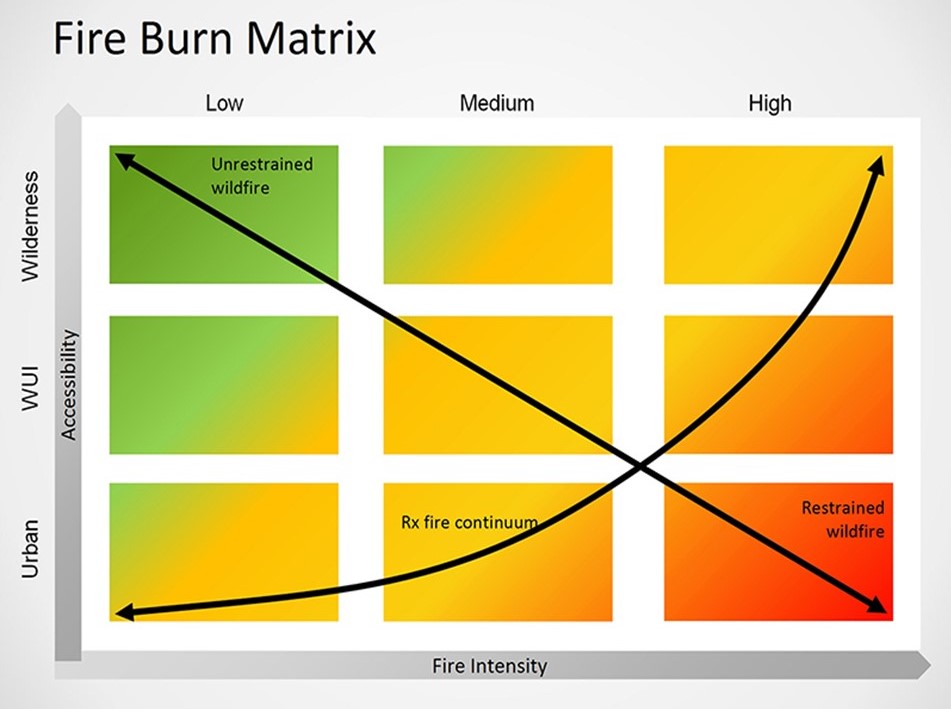 Fire Burn Matrix
Low
Medium
High
Wilderness
WUI
Urban
Accessibility
Unrestrained
wildfire
Rx fire continuum
Restrained
wildfire
Fire Intensity